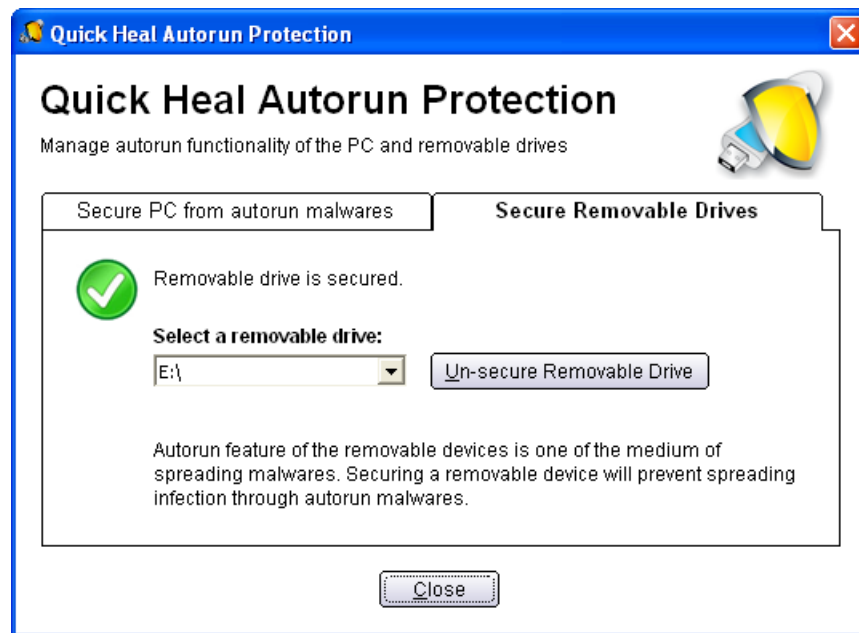 Quick Heal Autorun Protection
Quick Heal Autorun Protection
Manage autorun functionality of the PC and removable drives
Secure PC from autorun malwares
Secure Removable Drives
Removable drive is secured.
Select a removable drive:
E:\
Un-secure Removable Drive
Autorun feature of the removable devices is one of the medium of
spreading malwares. Securing a removable device will prevent spreading
infection through autorun malwares.
Close